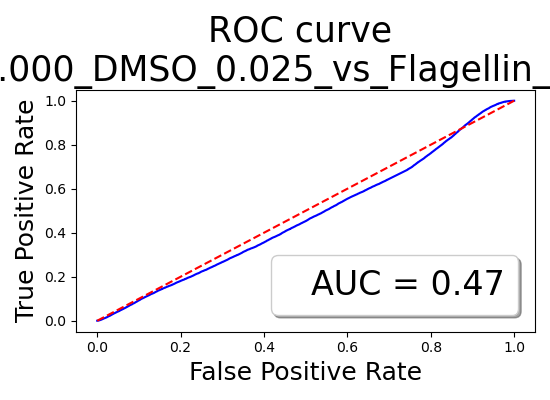 ROC curve
.000_DMSO_0.025_vs_Flagellin_
True Positive Rate
1.0
0.8
0.6
0.4
0.2
0.0
AUC = 0.47
0.0 0.2 0.4 0.6 0.8 1.0
False Positive Rate